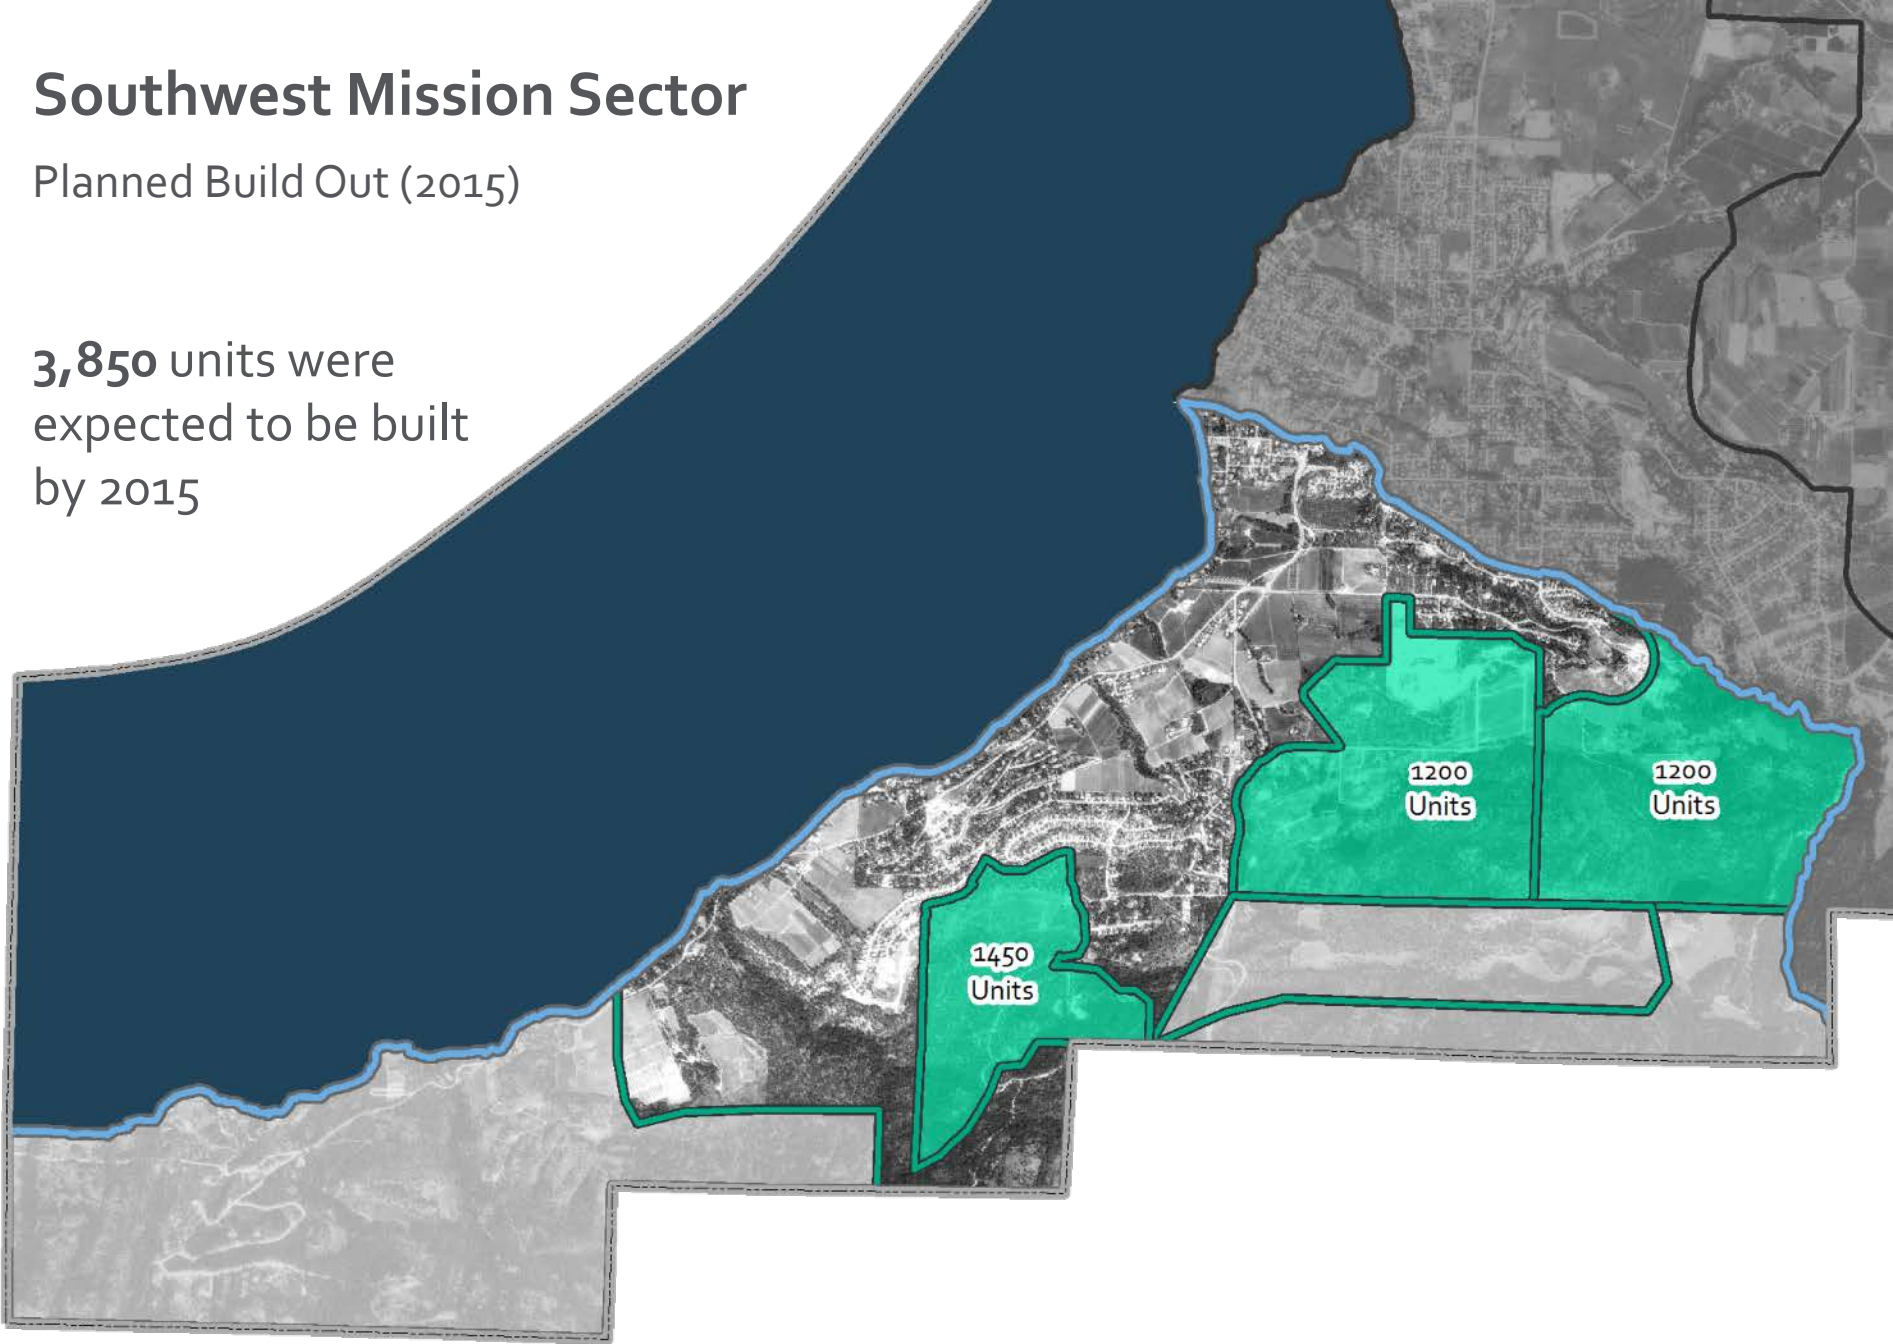 Southwest Mission Sector
Planned Build Out (2015)
3,850 units were
expected to be built
by 2015
1200
Units
1200
Units
1450
Units